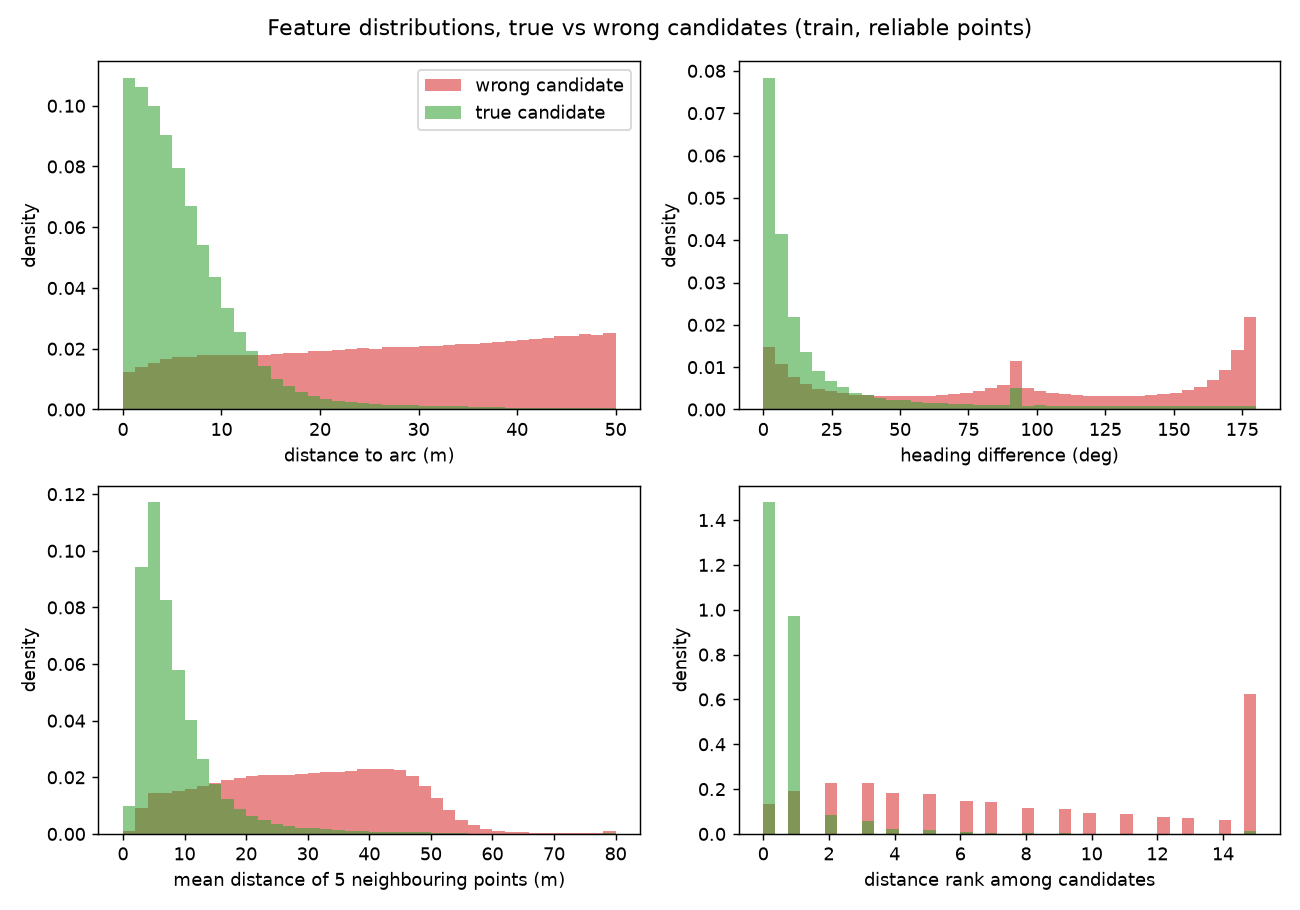 Feature distributions, true vs wrong candidates (train, reliable points)
wrong candidate
true candidate
density
0.00
0.02
0.04
0.06
0.08
0.10
0 10 20 30 40 50
distance to arc (m)
density
0.00
0.01
0.02
0.03
0.04
0.05
0.06
0.07
0.08
0 25 50 75 100 125 150 175
heading difference (deg)
density
0.00
0.02
0.04
0.06
0.08
0.10
0.12
0 10 20 30 40 50 60 70 80
mean distance of 5 neighbouring points (m)
density
0.0
0.2
0.4
0.6
0.8
1.0
1.2
1.4
0 2 4 6 8 10 12 14
distance rank among candidates